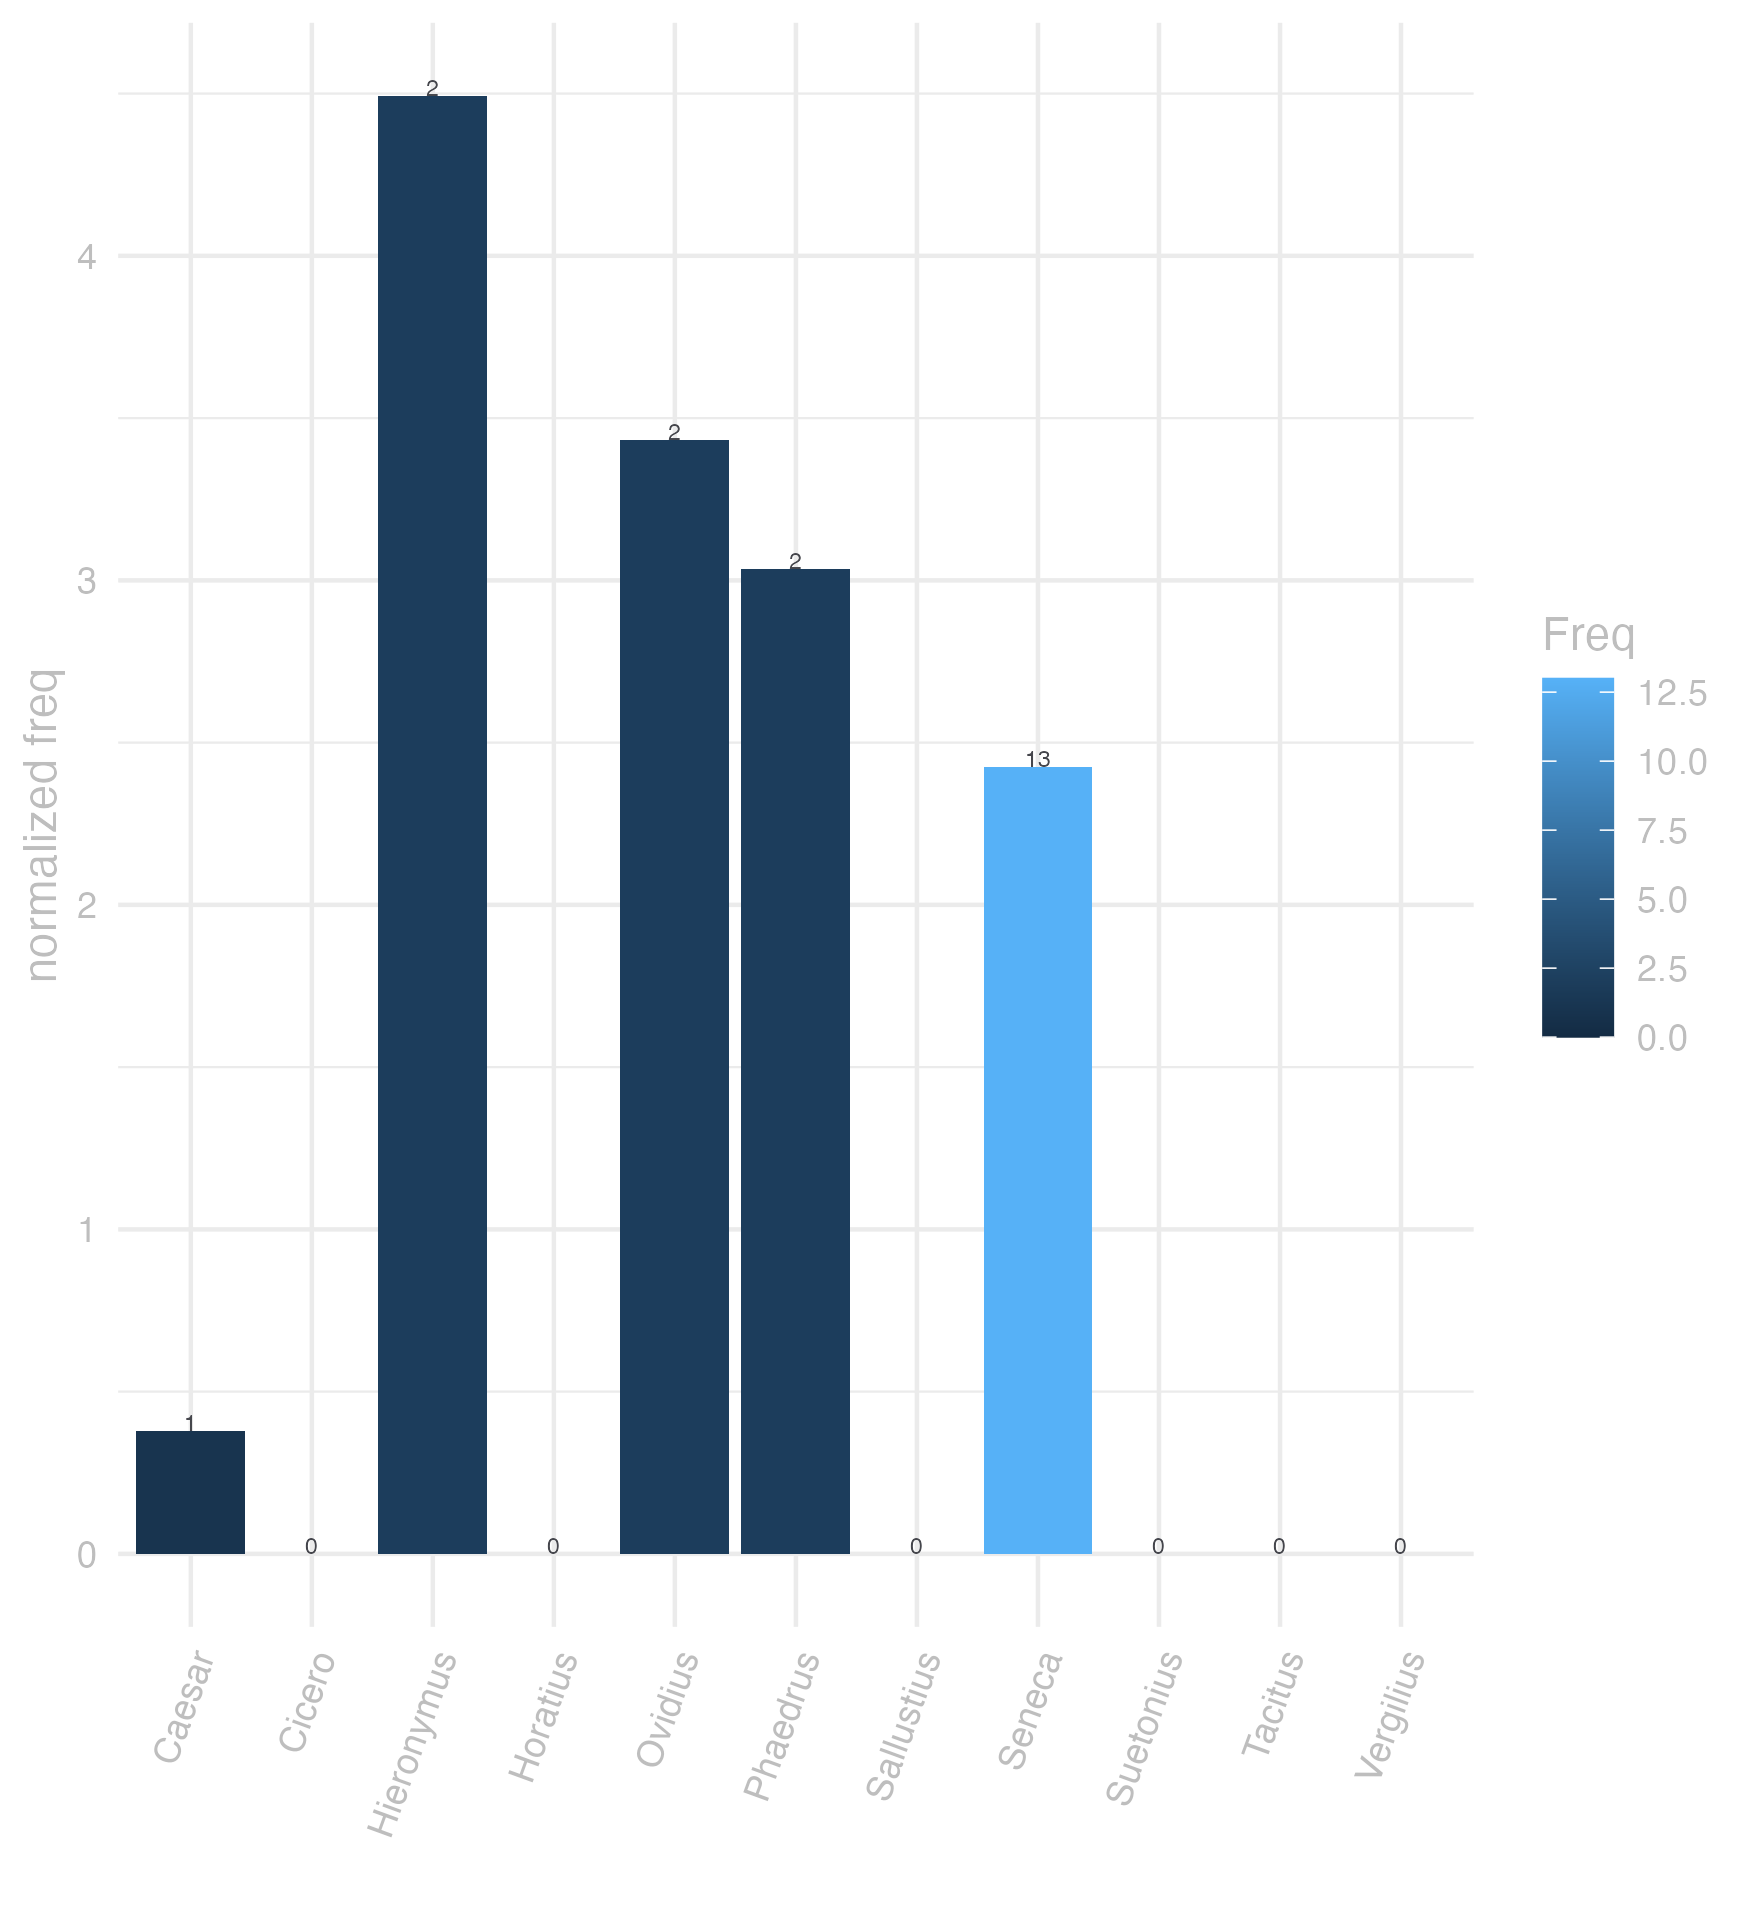 normalized freq
4
3
2
1
0
2
2
2
13
1
0
0
0
0
0
0
Caesar
Cicero
Hieronymus
Horatius
Ovidius
Phaedrus
Sallustius
Seneca
Suetonius
Tacitus
Vergilius
Freq
12.5
10.0
7.5
5.0
2.5
0.0